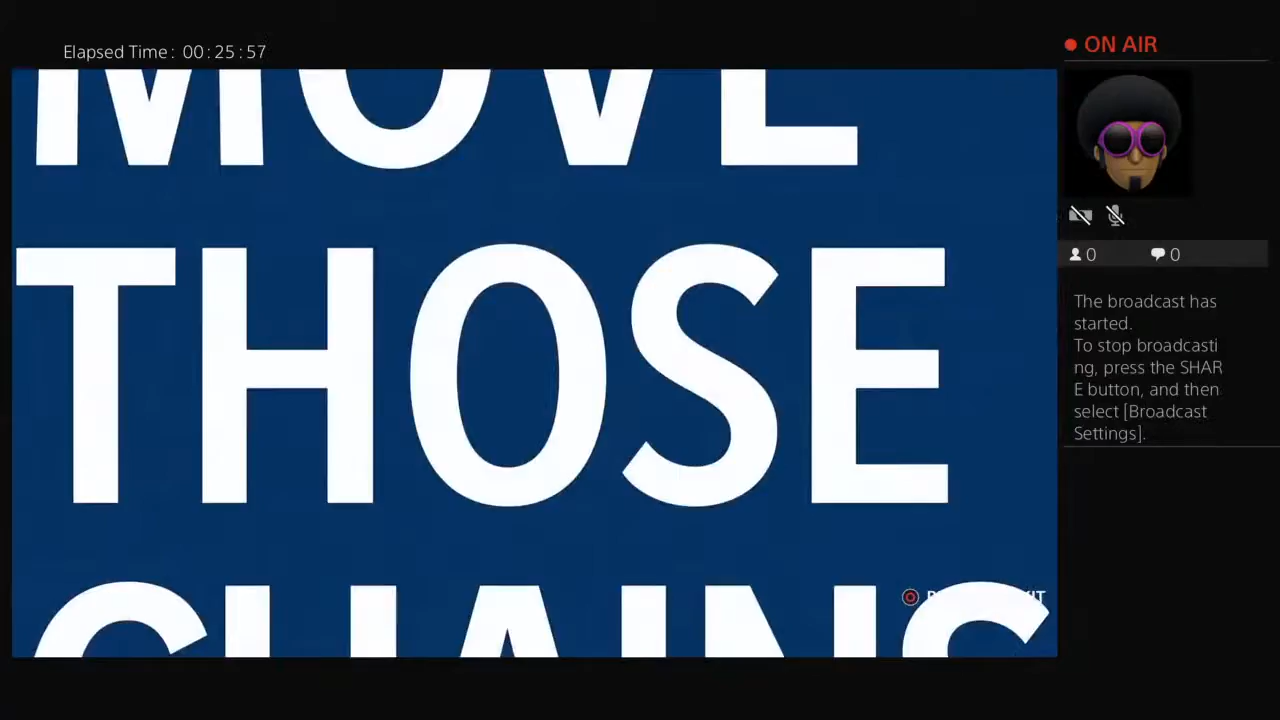 Elapsed Time: 00:25:57
ON AIR
MOVE
THOSE
CHAINS
0
0
The broadcast has
started.
To stop broadcasti
ng, press the SHAR
E button, and then
select [Broadcast
Settings].